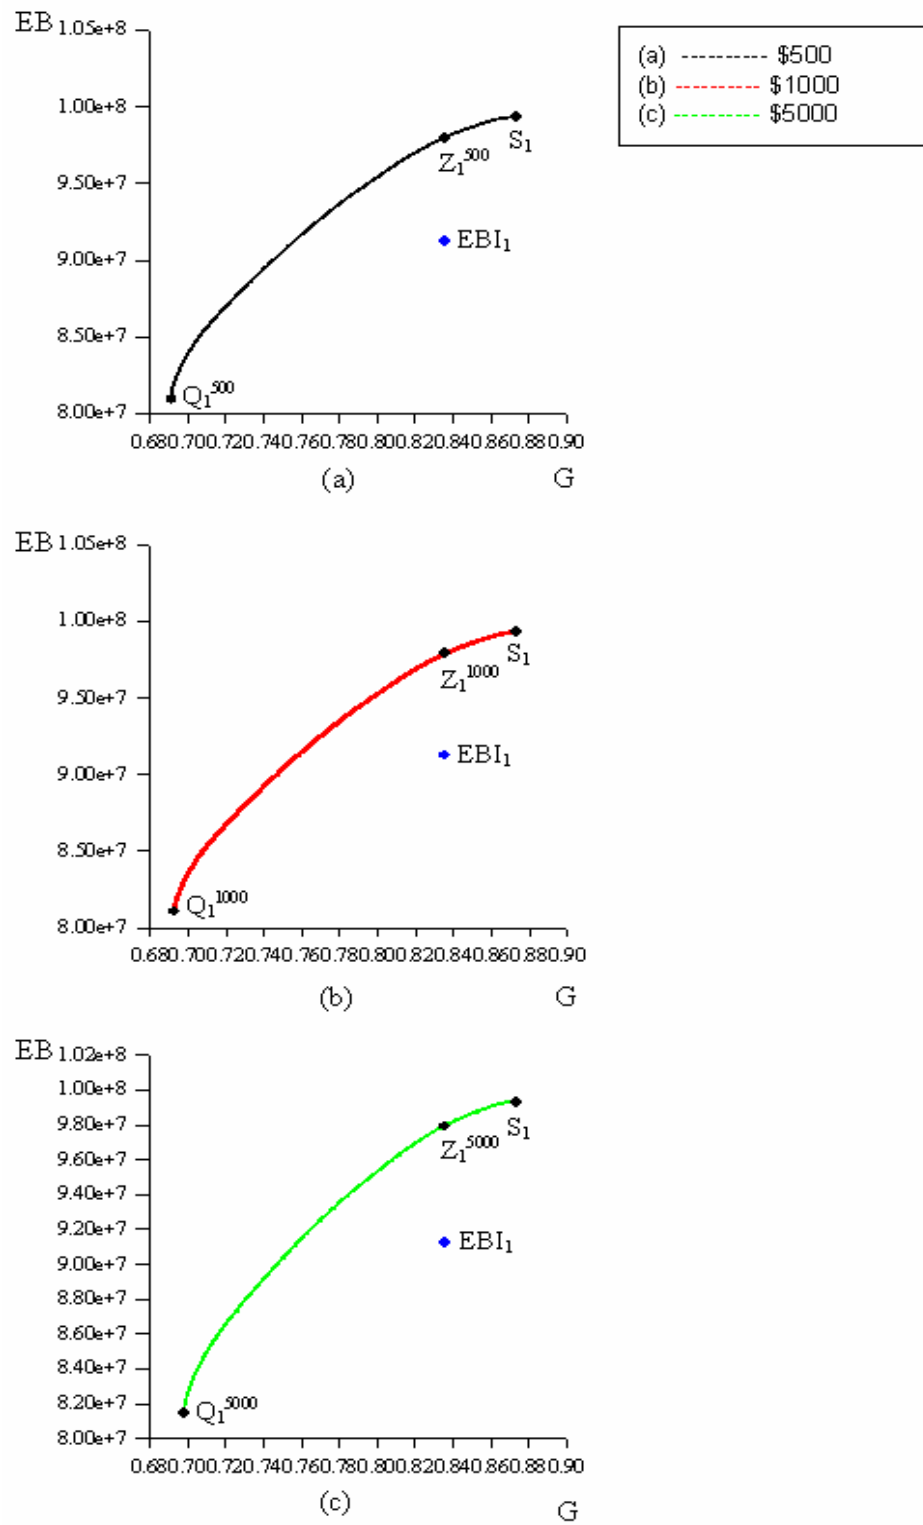 EB 1.05e+8
1.00e+8
9.50e+7
9.00e+7
8.50e+7
8.00e+7
S₁
Z₁⁵⁰⁰
EBI₁
Q₁⁵⁰⁰
0.680.700.720.740.760.780.800.820.840.860.880.90
(a) G
(a) ---------- $500
(b) ---------- $1000
(c) ---------- $5000
EB 1.05e+8
1.00e+8
9.50e+7
9.00e+7
8.50e+7
8.00e+7
S₁
Z₁¹⁰⁰⁰
EBI₁
Q₁¹⁰⁰⁰
0.680.700.720.740.760.780.800.820.840.860.880.90
(b) G
EB 1.02e+8
1.00e+8
9.80e+7
9.60e+7
9.40e+7
9.20e+7
9.00e+7
8.80e+7
8.60e+7
8.40e+7
8.20e+7
8.00e+7
S₁
Z₁⁵⁰⁰⁰
EBI₁
Q₁⁵⁰⁰⁰
0.680.700.720.740.760.780.800.820.840.860.880.90
(c) G